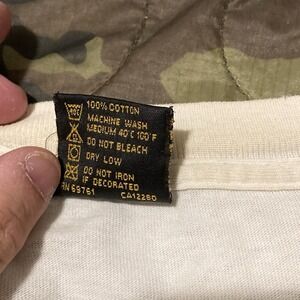 100% COTTON
MACHINE WASH
MEDIUM 40°C 100°F
DO NOT BLEACH
DRY LOW
DO NOT IRON
IF DECORATED
RN 69761
CA12280